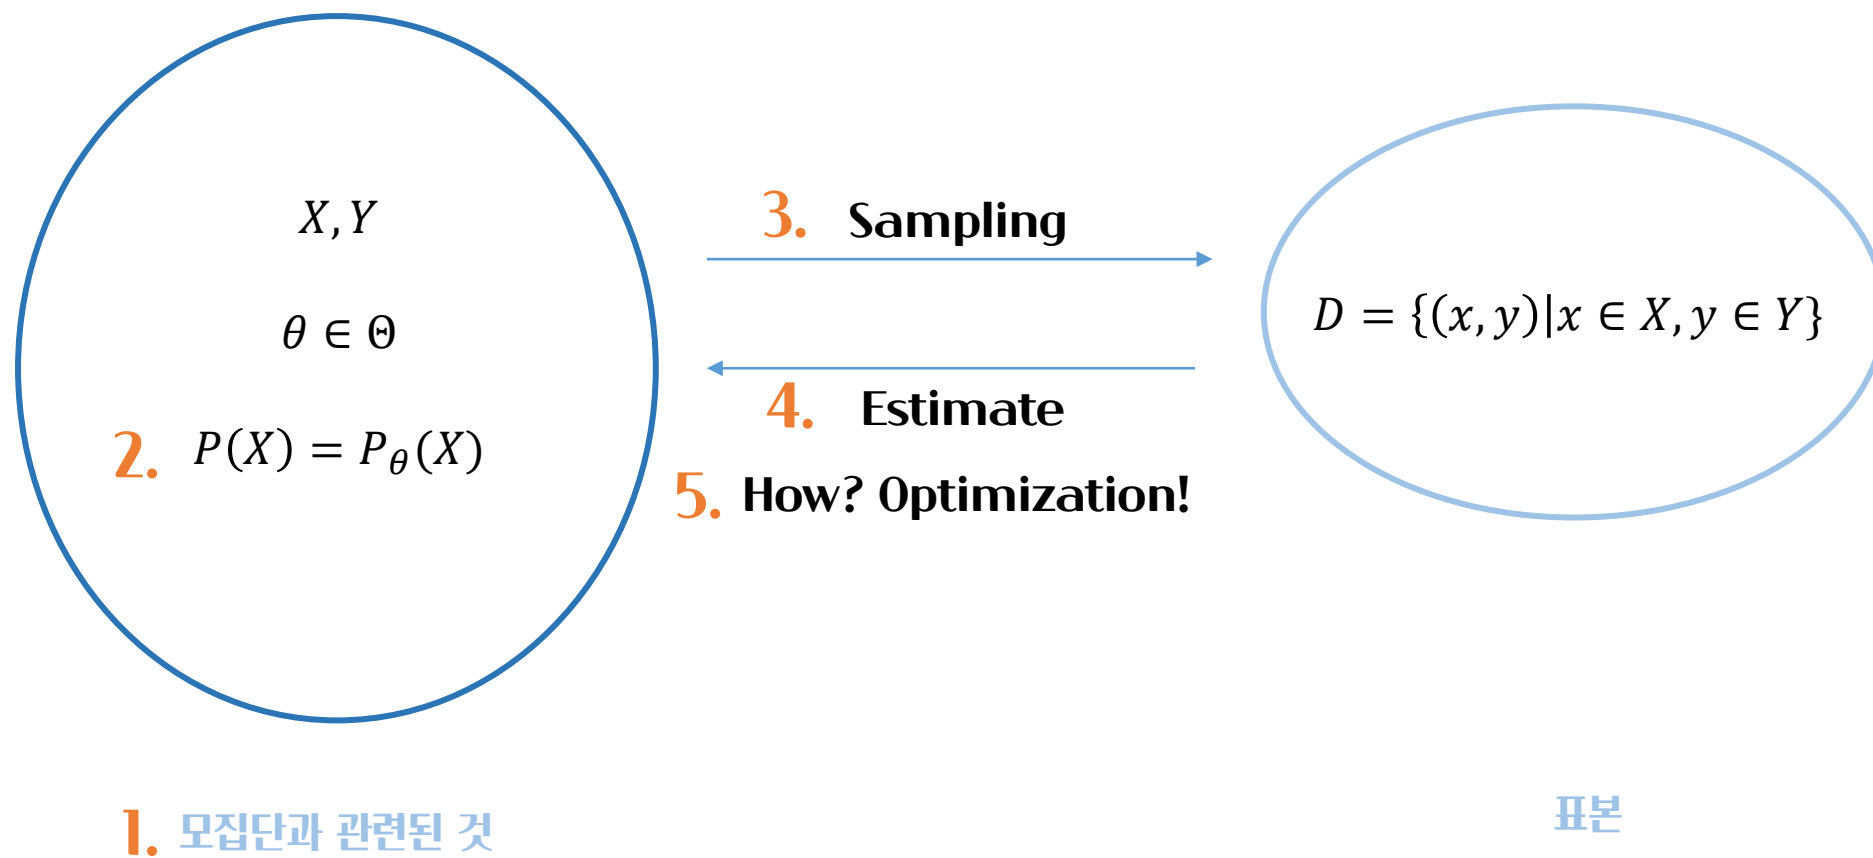 X, Y
θ ∈ Θ
2. P(X) = P_θ(X)
3. Sampling
4. Estimate
5. How? Optimization!
D = {(x, y)|x ∈ X, y ∈ Y}
1. 모집단과 관련된 것
표본